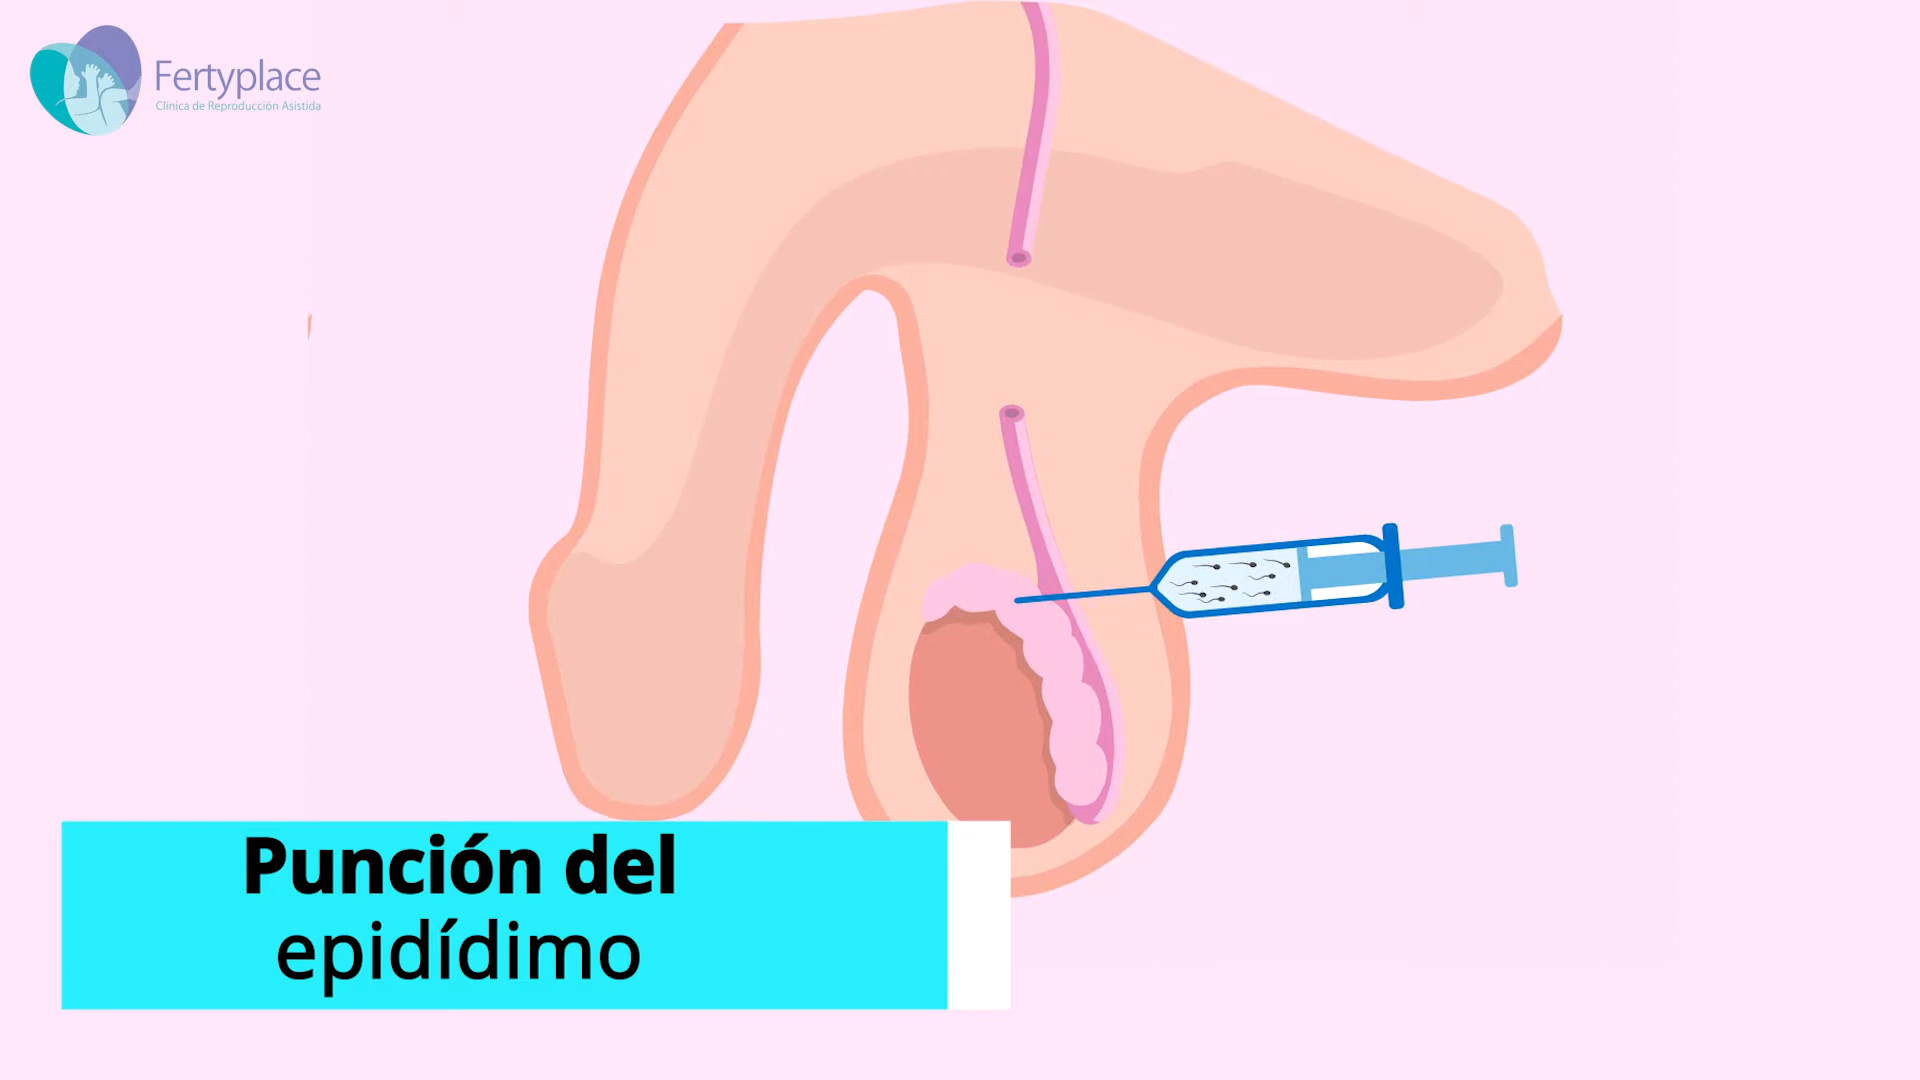 Fertyplace
Clínica de Reproducción Asistida
Punción del
epidídimo